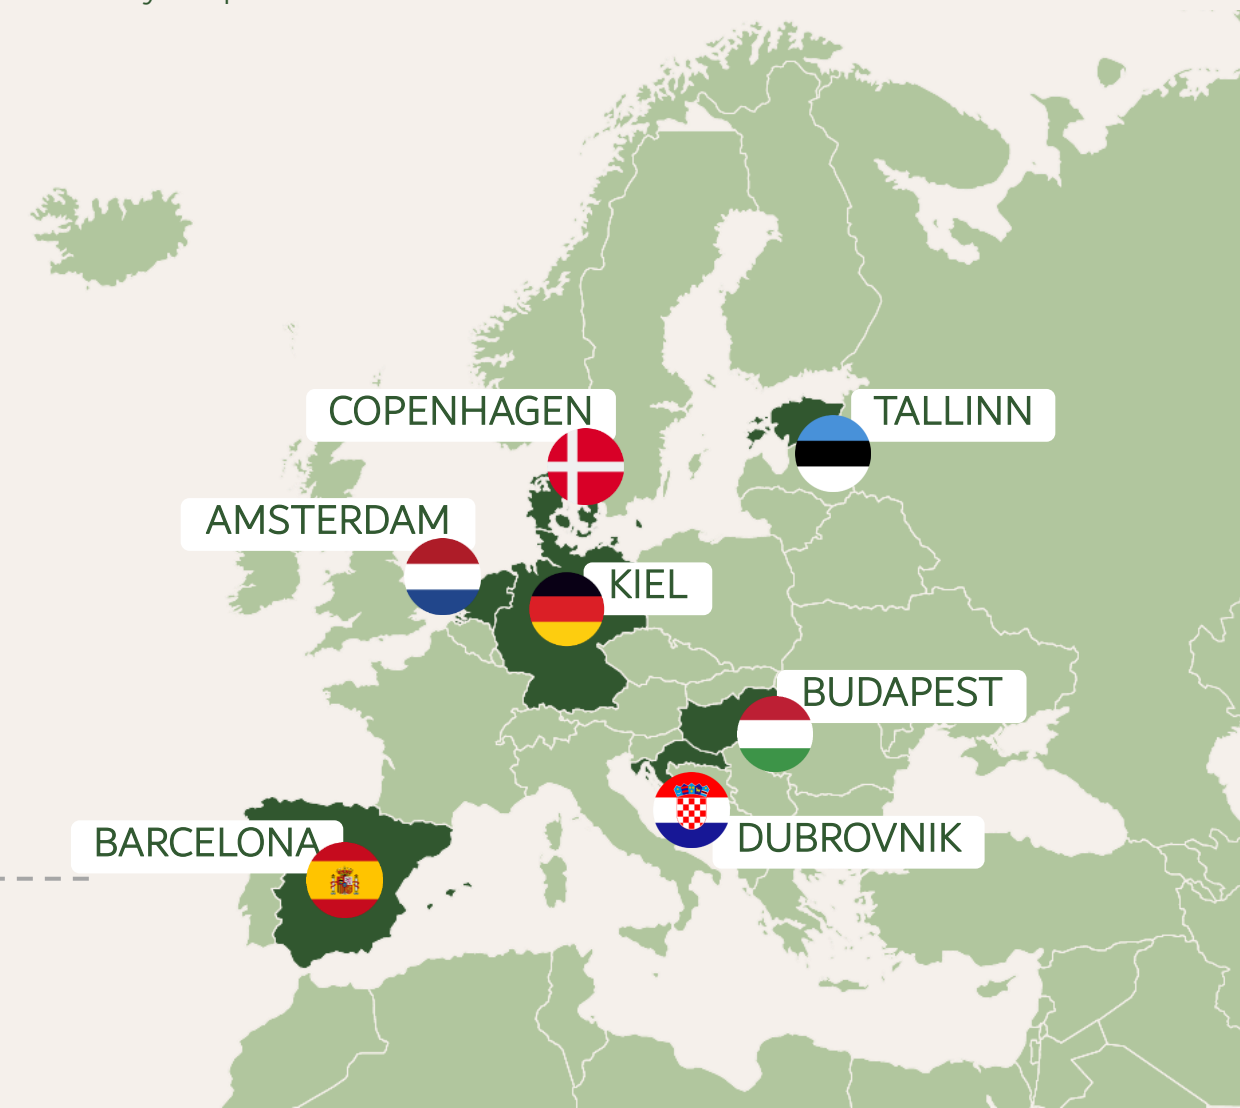 COPENHAGEN
TALLINN
AMSTERDAM
KIEL
BUDAPEST
DUBROVNIK
BARCELONA